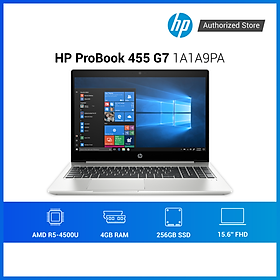 hp
Authorized Store
HP ProBook 455 G7 1A1A9PA
AMD R5-4500U
4GB RAM
256GB SSD
15.6" FHD